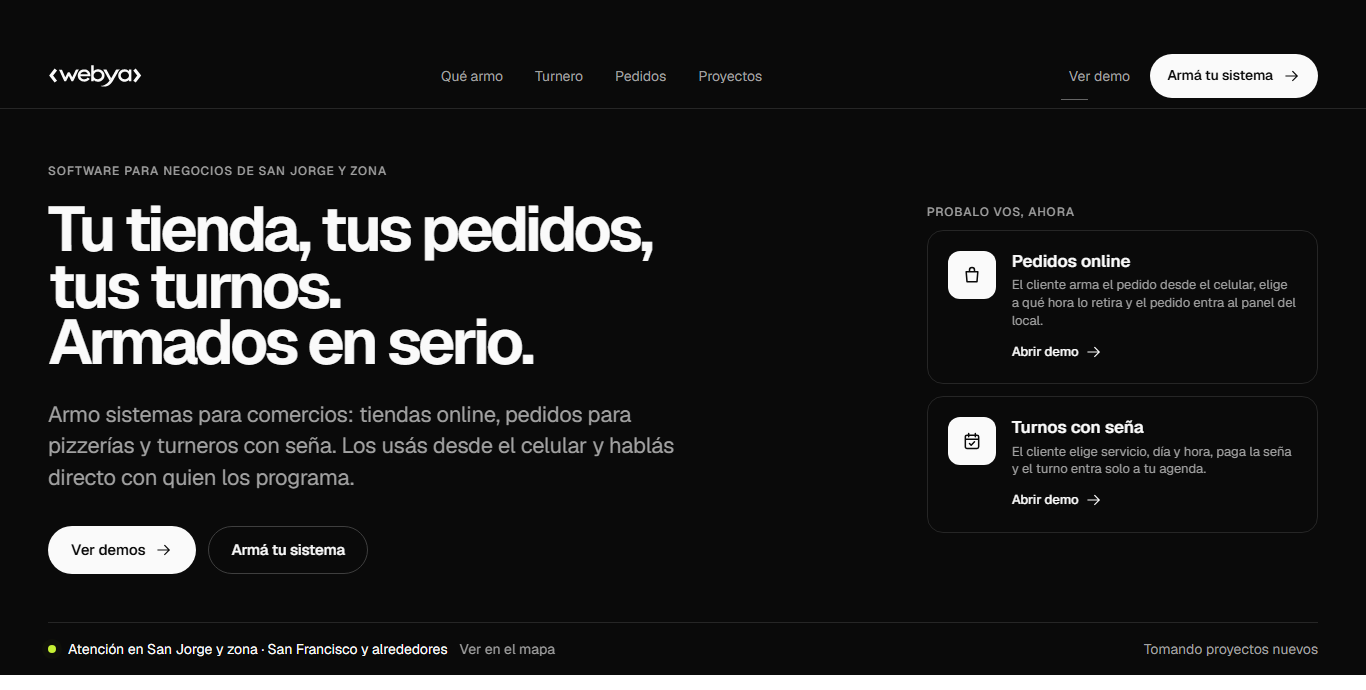 ‹webya›
Qué armo
Turnero
Pedidos
Proyectos
Ver demo
Armá tu sistema →
SOFTWARE PARA NEGOCIOS DE SAN JORGE Y ZONA
Tu tienda, tus pedidos,
tus turnos.
Armados en serio.
Armo sistemas para comercios: tiendas online, pedidos para
pizzerías y turneros con seña. Los usás desde el celular y hablás
directo con quien los programa.
Ver demos →
Armá tu sistema
PROBALO VOS, AHORA
Pedidos online
El cliente arma el pedido desde el celular, elige
a qué hora lo retira y el pedido entra al panel del
local.
Abrir demo →
Turnos con seña
El cliente elige servicio, día y hora, paga la seña
y el turno entra solo a tu agenda.
Abrir demo →
Atención en San Jorge y zona · San Francisco y alrededores
Ver en el mapa
Tomando proyectos nuevos